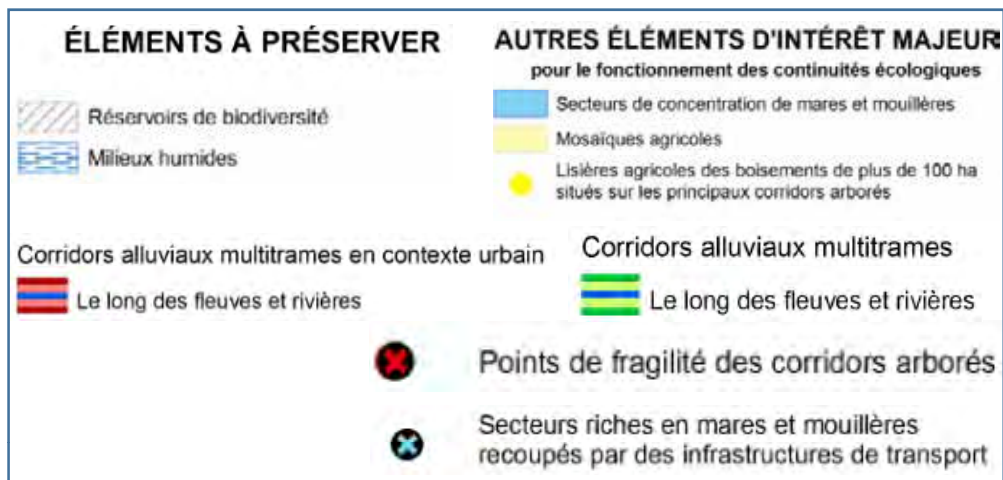 ÉLÉMENTS À PRÉSERVER
Réservoirs de biodiversité
Milieux humides
AUTRES ÉLÉMENTS D'INTÉRÊT MAJEUR
pour le fonctionnement des continuités écologiques
Secteurs de concentration de mares et mouillères
Mosaïques agricoles
Lisières agricoles des boisements de plus de 100 ha
situés sur les principaux corridors arborés
Corridors alluviaux multitrames en contexte urbain
Le long des fleuves et rivières
Corridors alluviaux multitrames
Le long des fleuves et rivières
Points de fragilité des corridors arborés
Secteurs riches en mares et mouillères
recoupés par des infrastructures de transport